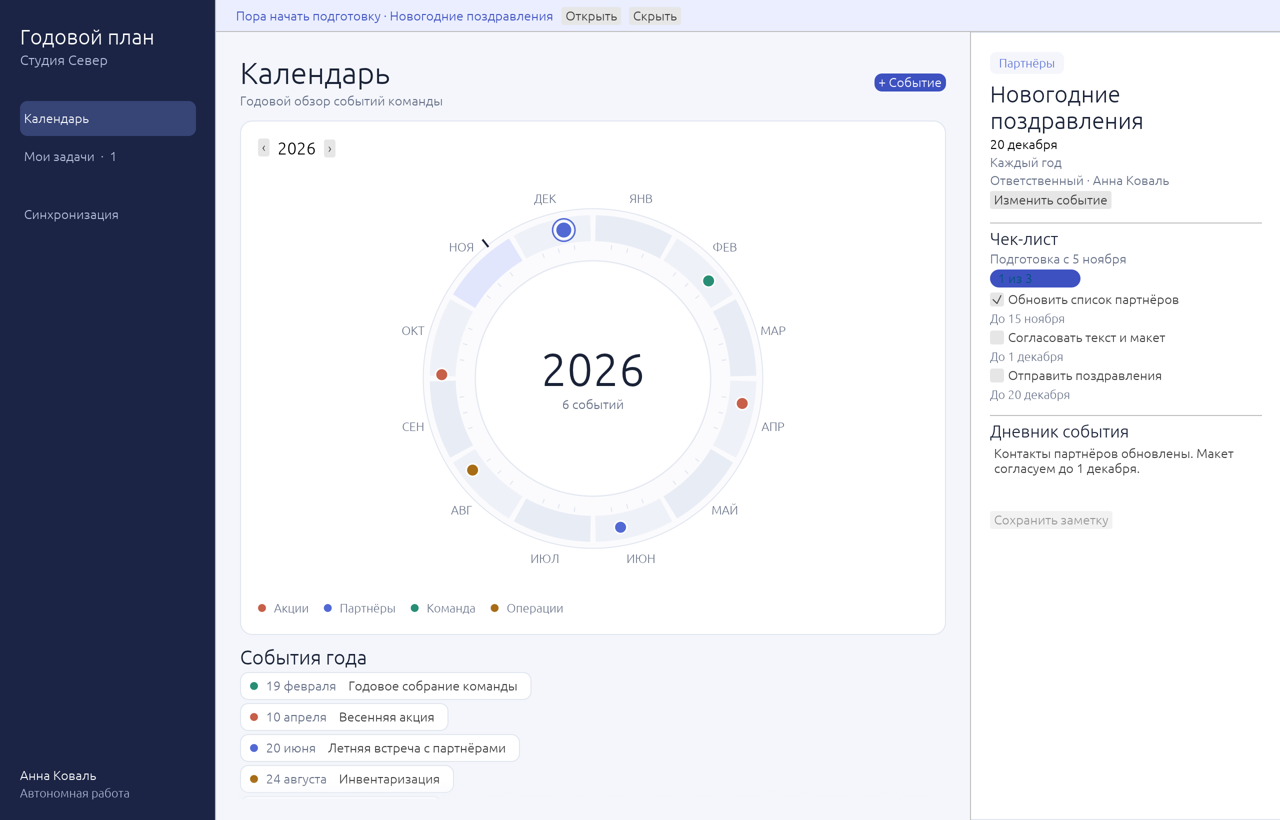 Годовой план
Студия Север
Календарь
Мои задачи · 1
Синхронизация
Анна Коваль
Автономная работа
Пора начать подготовку · Новогодние поздравления
Открыть
Скрыть
Календарь
Годовой обзор событий команды
+ Событие
‹ 2026 ›
ДЕК
ЯНВ
НОЯ
ФЕВ
ОКТ
МАР
2026
6 событий
СЕН
АПР
АВГ
МАЙ
ИЮЛ
ИЮН
Акции
Партнёры
Команда
Операции
События года
19 февраля Годовое собрание команды
10 апреля Весенняя акция
20 июня Летняя встреча с партнёрами
24 августа Инвентаризация
Партнёры
Новогодние
поздравления
20 декабря
Каждый год
Ответственный · Анна Коваль
Изменить событие
Чек-лист
Подготовка с 5 ноября
1 из 3
Обновить список партнёров
До 15 ноября
Согласовать текст и макет
До 1 декабря
Отправить поздравления
До 20 декабря
Дневник события
Контакты партнёров обновлены. Макет
согласуем до 1 декабря.
Сохранить заметку